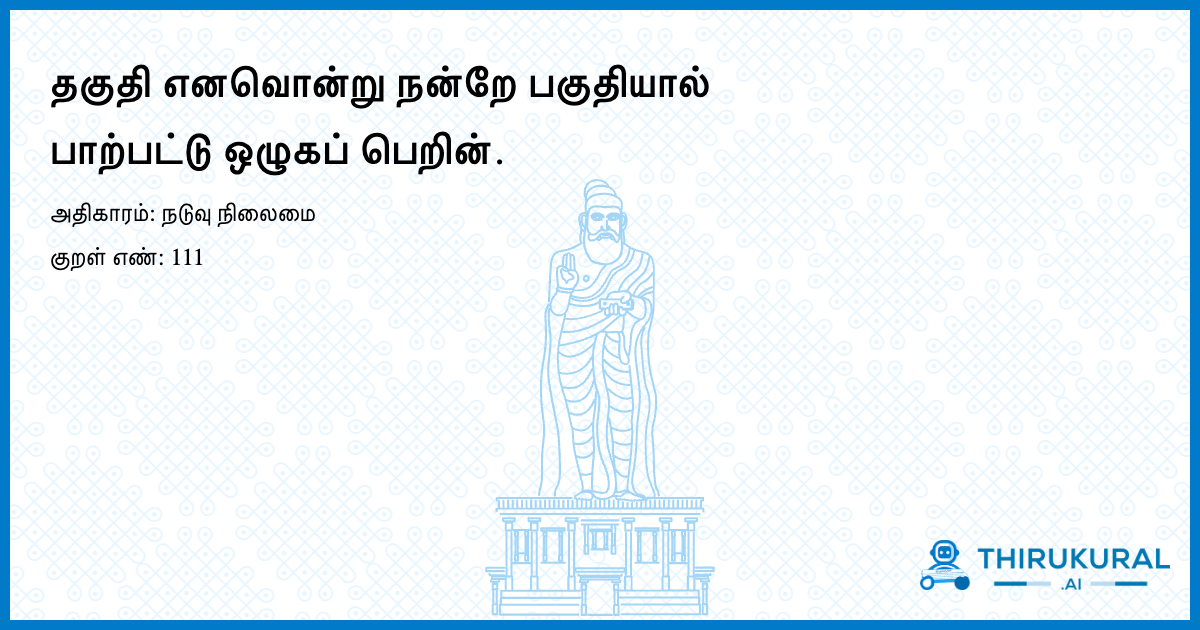 தகுதி எனவொன்று நன்றே பகுதியால்
பாற்பட்டு ஒழுகப் பெறின்.
அதிகாரம்: நடுவு நிலைமை
குறள் எண்: 111
THIRUKURAL
.AI